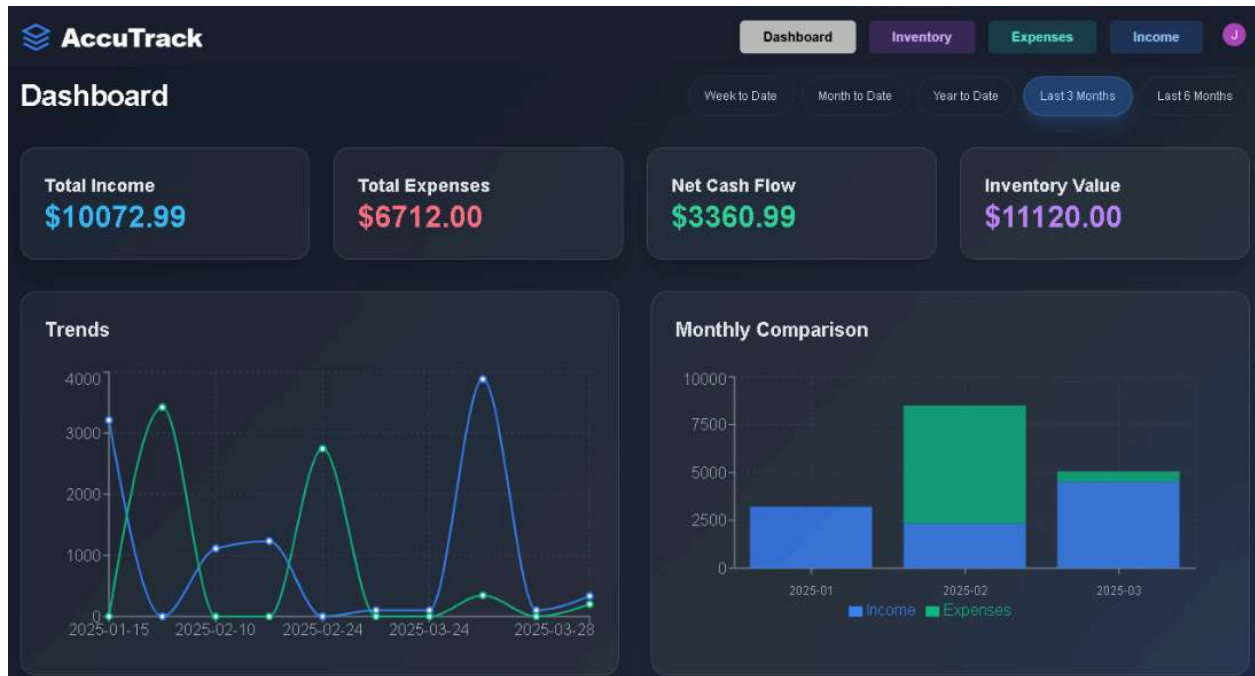 AccuTrack
Dashboard Inventory Expenses Income J
Dashboard
Week to Date Month to Date Year to Date Last 3 Months Last 6 Months
Total Income
$10072.99
Total Expenses
$6712.00
Net Cash Flow
$3360.99
Inventory Value
$11120.00
Trends
4000
3000
2000
1000
0
2025-01-15 2025-02-10 2025-02-24 2025-03-24 2025-03-28
Monthly Comparison
10000
7500
5000
2500
0
2025-01 2025-02 2025-03
Income Expenses